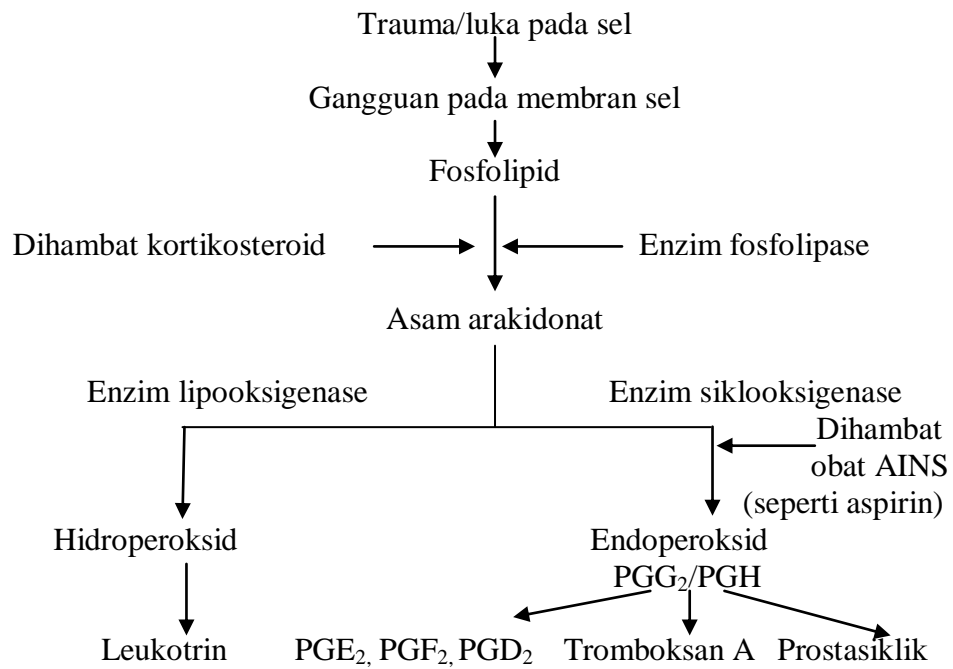 Trauma/luka pada sel
Gangguan pada membran sel
Fosfolipid
Dihambat kortikosteroid
Enzim fosfolipase
Asam arakidonat
Enzim lipooksigenase
Enzim siklooksigenase
Dihambat
obat AINS
(seperti aspirin)
Hidroperoksid
Endoperoksid
PGG₂/PGH
Leukotrin
PGE₂, PGF₂, PGD₂
Tromboksan A
Prostasiklik